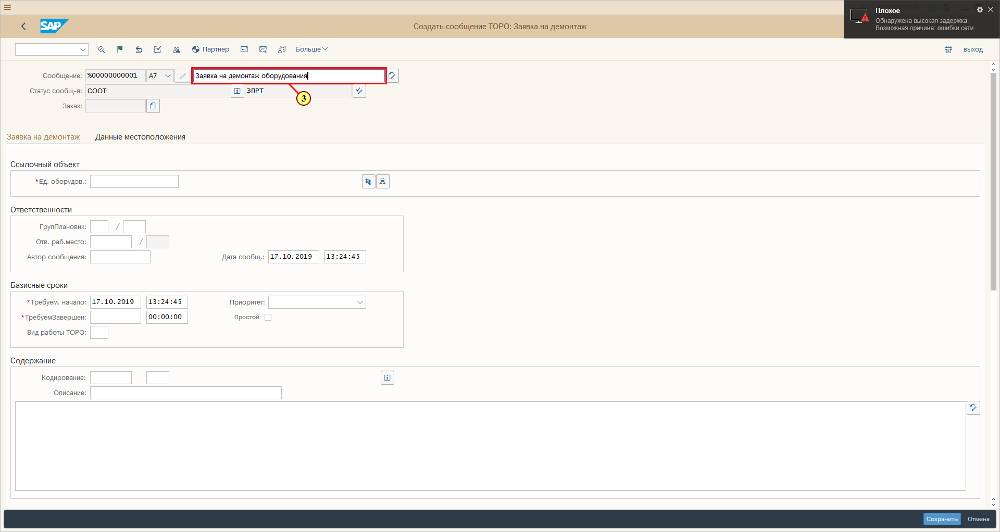 SAP
Создать сообщение ТОРО: Заявка на демонтаж
Плохое
Обнаружена высокая задержка.
Возможная причина: ошибки сети
Партнер
Больше
выход
Сообщение: %00000000001 A7 Заявка на демонтаж оборудования
Статус сообщ-я: СООТ ЗПРТ
3
Заказ:
Заявка на демонтаж Данные местоположения
Ссылочный объект
*Ед. оборудов.:
Ответственности
ГрупПлановик: /
Отв. раб.место: /
Автор сообщения: Дата сообщ.: 17.10.2019 13:24:45
Базисные сроки
*Требуем. начало: 17.10.2019 13:24:45 Приоритет:
*ТребуемЗавершен: 00:00:00 Простой:
Вид работы ТОРО:
Содержание
Кодирование:
Описание:
Сохранить Отмена